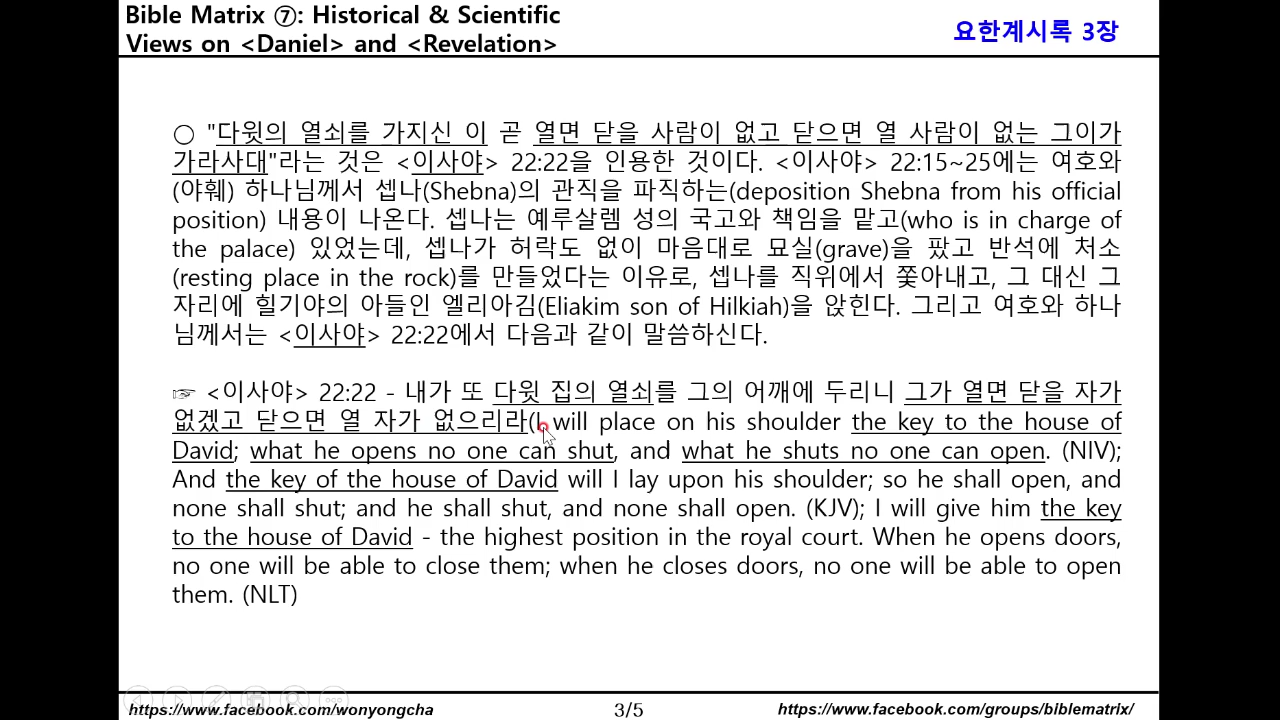 Bible Matrix ⑦: Historical & Scientific
Views on <Daniel> and <Revelation>
요한계시록 3장
○ "다윗의 열쇠를 가지신 이 곧 열면 닫을 사람이 없고 닫으면 열 사람이 없는 그이가
가라사대"라는 것은 <이사야> 22:22을 인용한 것이다. <이사야> 22:15~25에는 여호와
(야훼) 하나님께서 셉나(Shebna)의 관직을 파직하는(deposition Shebna from his official
position) 내용이 나온다. 셉나는 예루살렘 성의 국고와 책임을 맡고(who is in charge of
the palace) 있었는데, 셉나가 허락도 없이 마음대로 묘실(grave)을 팠고 반석에 처소
(resting place in the rock)를 만들었다는 이유로, 셉나를 직위에서 쫓아내고, 그 대신 그
자리에 힐기야의 아들인 엘리아김(Eliakim son of Hilkiah)을 앉힌다. 그리고 여호와 하나
님께서는 <이사야> 22:22에서 다음과 같이 말씀하신다.
☞ <이사야> 22:22 - 내가 또 다윗 집의 열쇠를 그의 어깨에 두리니 그가 열면 닫을 자가
없겠고 닫으면 열 자가 없으리라(I will place on his shoulder the key to the house of
David; what he opens no one can shut, and what he shuts no one can open. (NIV);
And the key of the house of David will I lay upon his shoulder; so he shall open, and
none shall shut; and he shall shut, and none shall open. (KJV); I will give him the key
to the house of David - the highest position in the royal court. When he opens doors,
no one will be able to close them; when he closes doors, no one will be able to open
them. (NLT)
https://www.facebook.com/wonyongcha
3/5
https://www.facebook.com/groups/biblematrix/